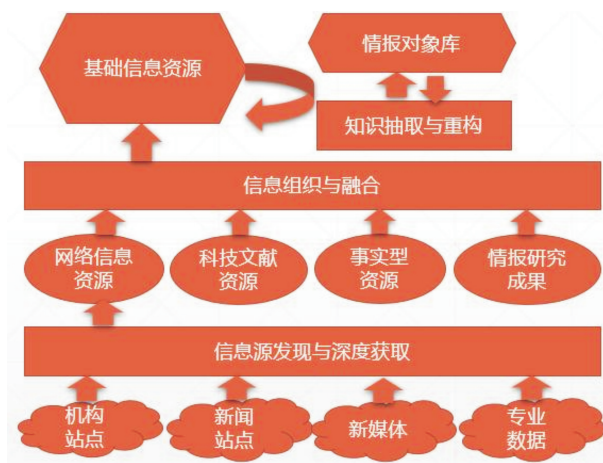 基础信息资源
情报对象库
知识抽取与重构
信息组织与融合
网络信息
资源
科技文献
资源
事实型
资源
情报研究
成果
信息源发现与深度获取
机构
站点
新闻
站点
新媒体
专业
数据